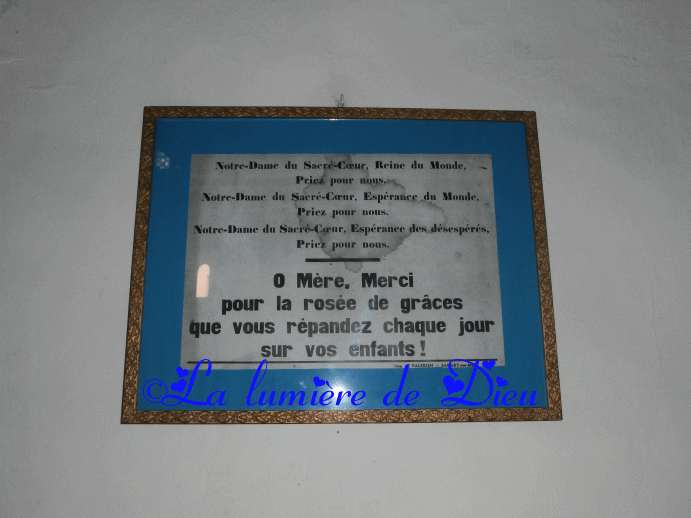 Notre-Dame du Sacré-Cœur, Reine du Monde,
Priez pour nous.
Notre-Dame du Sacré-Cœur, Espérance du Monde,
Priez pour nous.
Notre-Dame du Sacré-Cœur, Espérance des désespérés,
Priez pour nous.
O Mère, Merci
pour la rosée de grâces
que vous répandez chaque jour
sur vos enfants !
©La lumière de Dieu